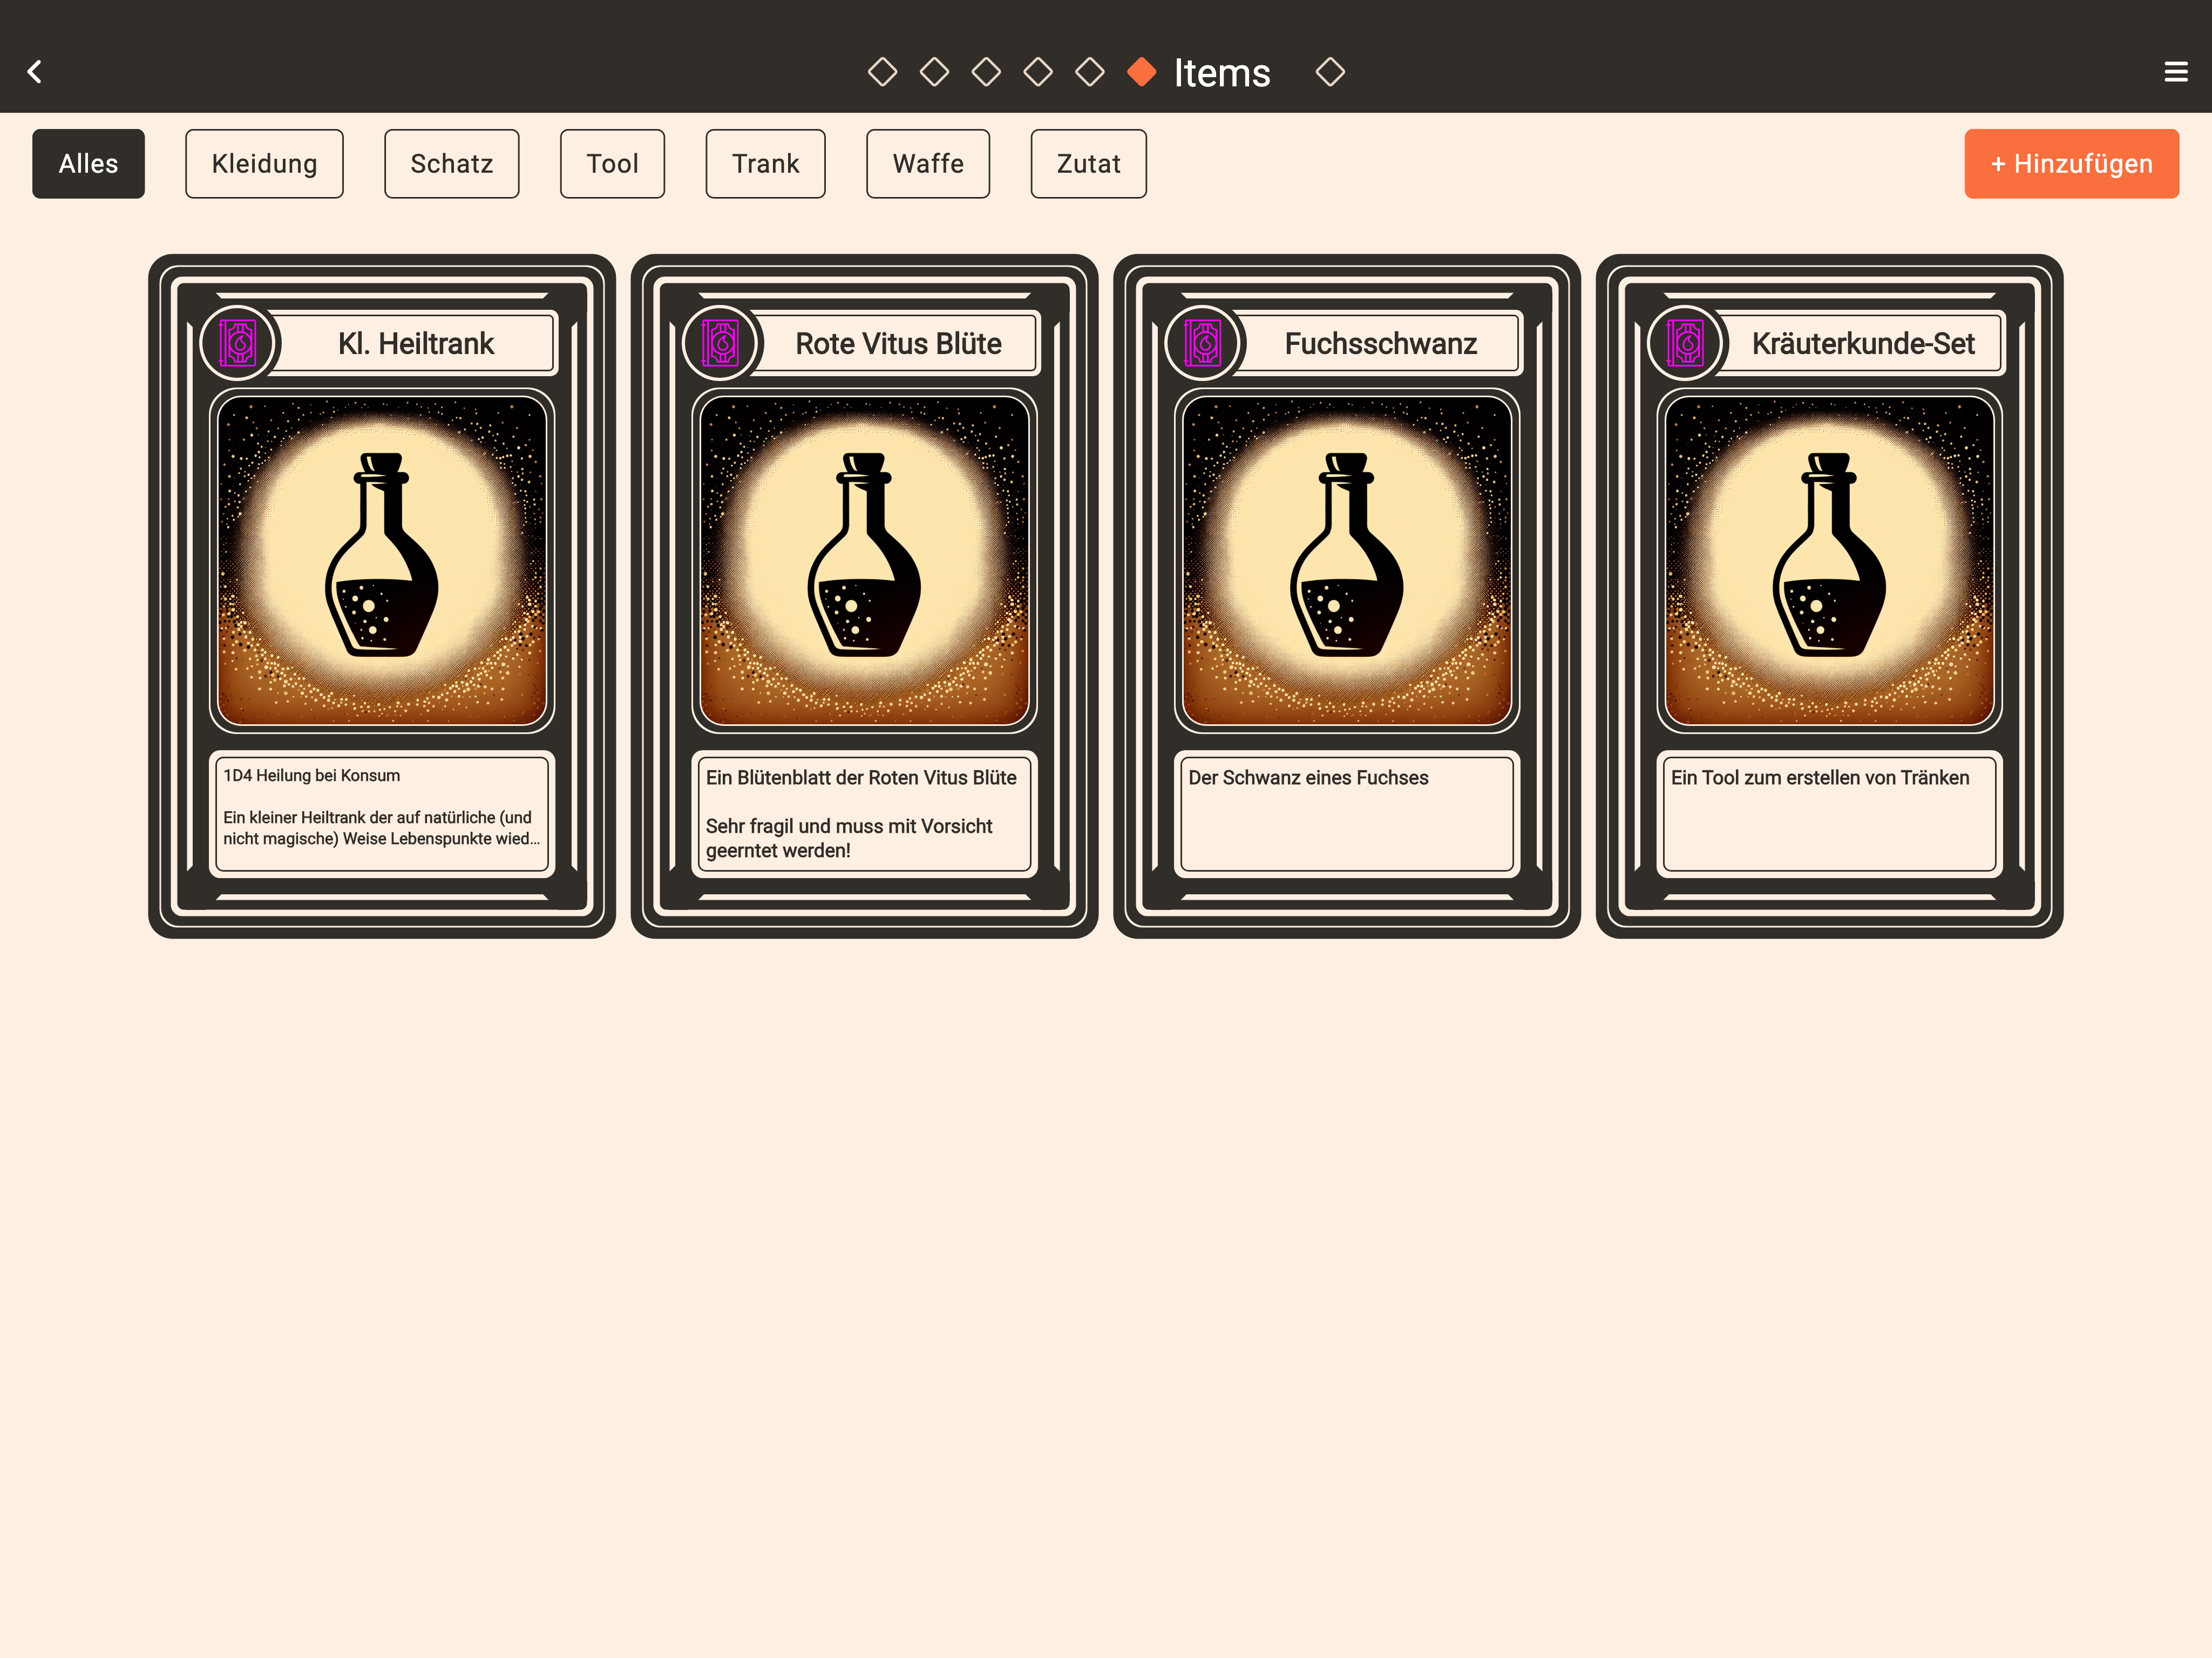 Items
Alles
Kleidung
Schatz
Tool
Trank
Waffe
Zutat
+ Hinzufügen
Kl. Heiltrank
1D4 Heilung bei Konsum
Ein kleiner Heiltrank der auf natürliche (und
nicht magische) Weise Lebenspunkte wied...
Rote Vitus Blüte
Ein Blütenblatt der Roten Vitus Blüte
Sehr fragil und muss mit Vorsicht
geerntet werden!
Fuchsschwanz
Der Schwanz eines Fuchses
Kräuterkunde-Set
Ein Tool zum erstellen von Tränken